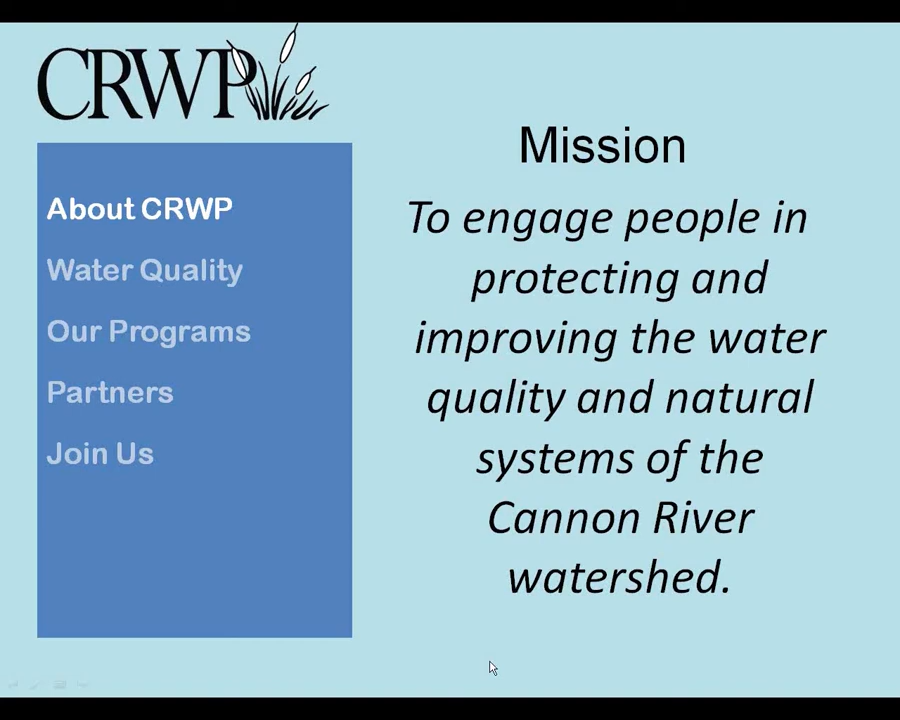 CRWP
About CRWP
Water Quality
Our Programs
Partners
Join Us
Mission
To engage people in
protecting and
improving the water
quality and natural
systems of the
Cannon River
watershed.